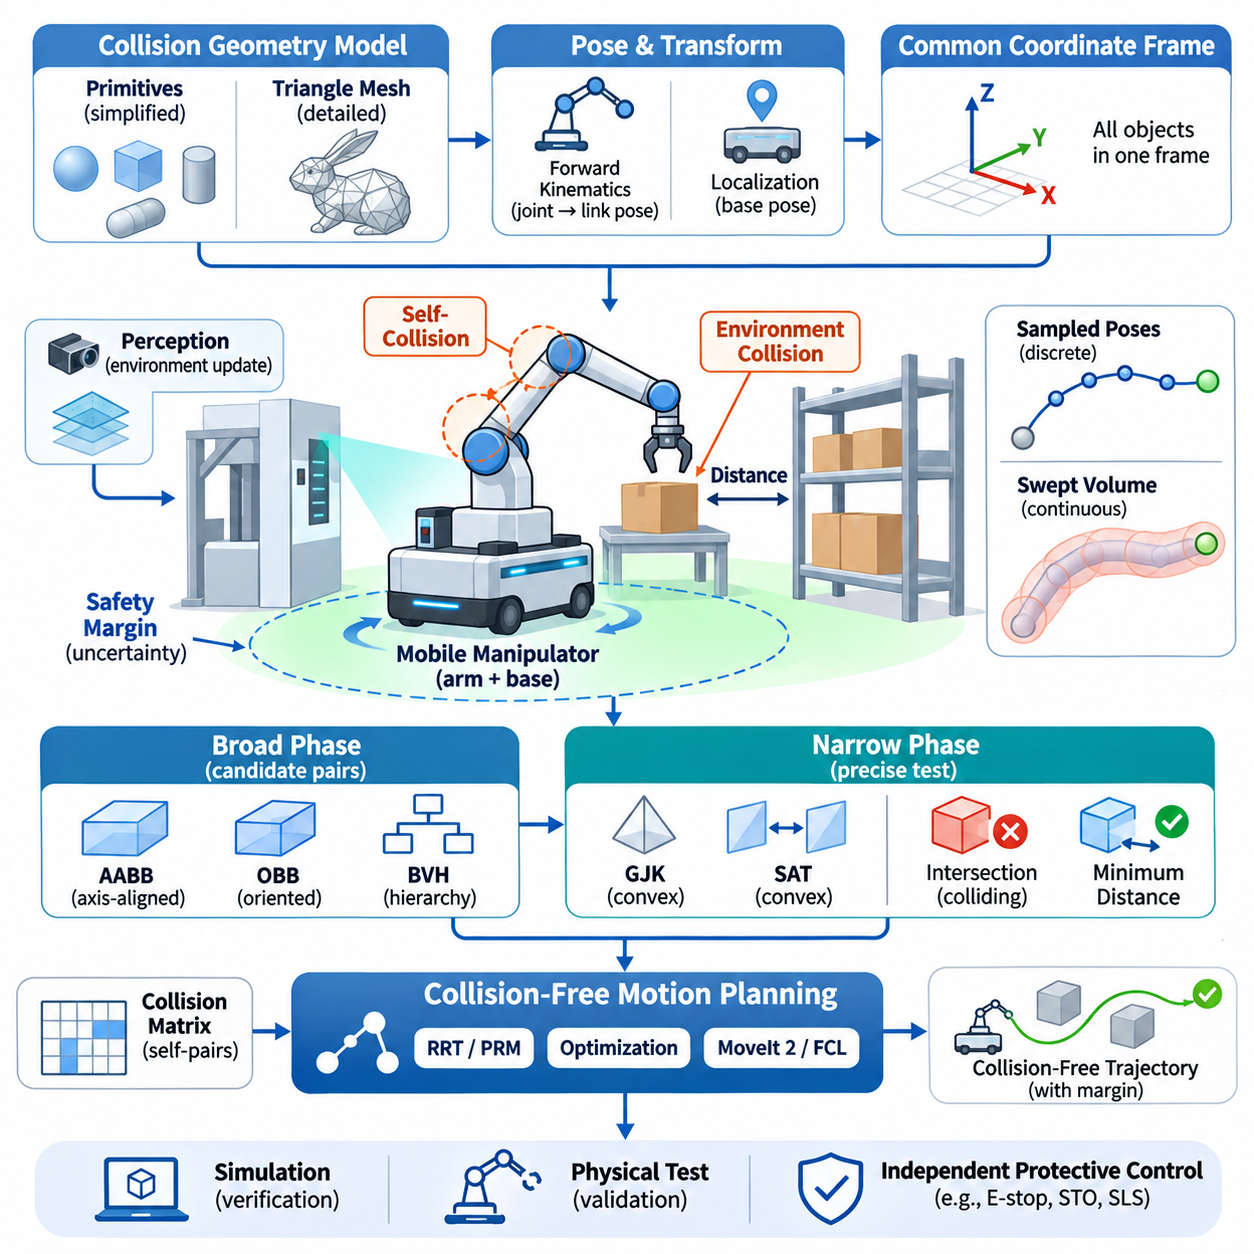 Collision Geometry Model
Primitives
(simplified)
Triangle Mesh
(detailed)
Pose & Transform
Forward
Kinematics
(joint → link pose)
Localization
(base pose)
Common Coordinate Frame
Z
Y
X
All objects
in one frame
Perception
(environment update)
Self-
Collision
Environment
Collision
Distance
Safety
Margin
(uncertainty)
Mobile Manipulator
(arm + base)
Sampled Poses
(discrete)
Swept Volume
(continuous)
Broad Phase
(candidate pairs)
AABB
(axis-aligned)
OBB
(oriented)
BVH
(hierarchy)
Narrow Phase
(precise test)
GJK
(convex)
SAT
(convex)
Intersection
(colliding)
Minimum
Distance
Collision
Matrix
(self-pairs)
Collision-Free Motion Planning
RRT / PRM
Optimization
MoveIt 2 / FCL
Collision-Free Trajectory
(with margin)
Simulation
(verification)
Physical Test
(validation)
Independent Protective Control
(e.g., E-stop, STO, SLS)